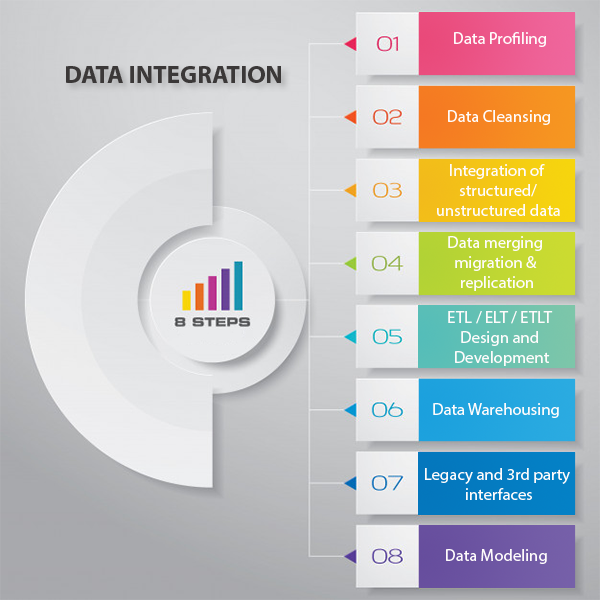 DATA INTEGRATION
8 STEPS
01
Data Profiling
02
Data Cleansing
03
Integration of
structured/
unstructured data
04
Data merging
migration &
replication
05
ETL / ELT / ETLT
Design and
Development
06
Data Warehousing
07
Legacy and 3rd party
interfaces
08
Data Modeling